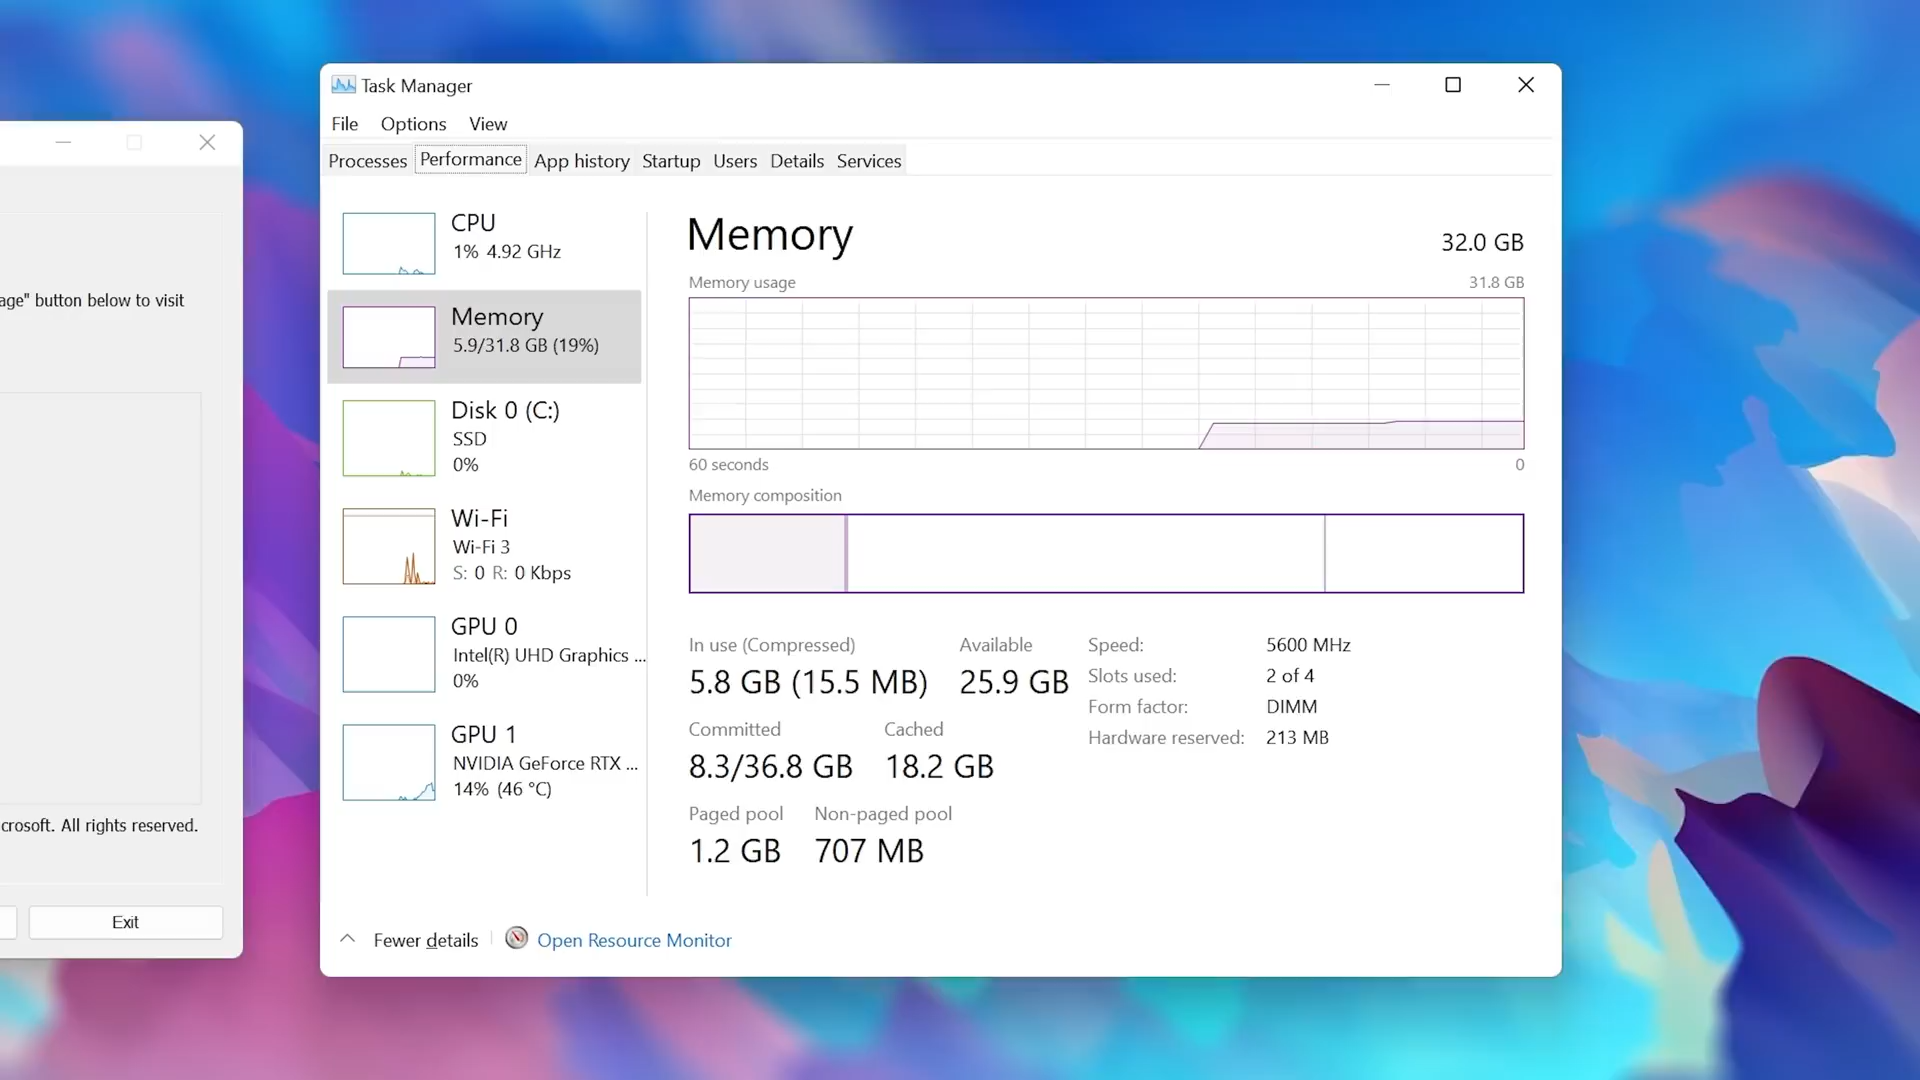 Task Manager
File Options View
Processes Performance App history Startup Users Details Services
age" button below to visit
crosoft. All rights reserved.
Exit
CPU
1% 4.92 GHz
Memory
5.9/31.8 GB (19%)
Disk 0 (C:)
SSD
0%
Wi-Fi
Wi-Fi 3
S: 0 R: 0 Kbps
GPU 0
Intel(R) UHD Graphics ...
0%
GPU 1
NVIDIA GeForce RTX ...
14% (46 °C)
Memory 32.0 GB
Memory usage 31.8 GB
60 seconds 0
Memory composition
In use (Compressed) Available
5.8 GB (15.5 MB) 25.9 GB
Committed Cached
8.3/36.8 GB 18.2 GB
Paged pool Non-paged pool
1.2 GB 707 MB
Speed: 5600 MHz
Slots used: 2 of 4
Form factor: DIMM
Hardware reserved: 213 MB
Fewer details Open Resource Monitor